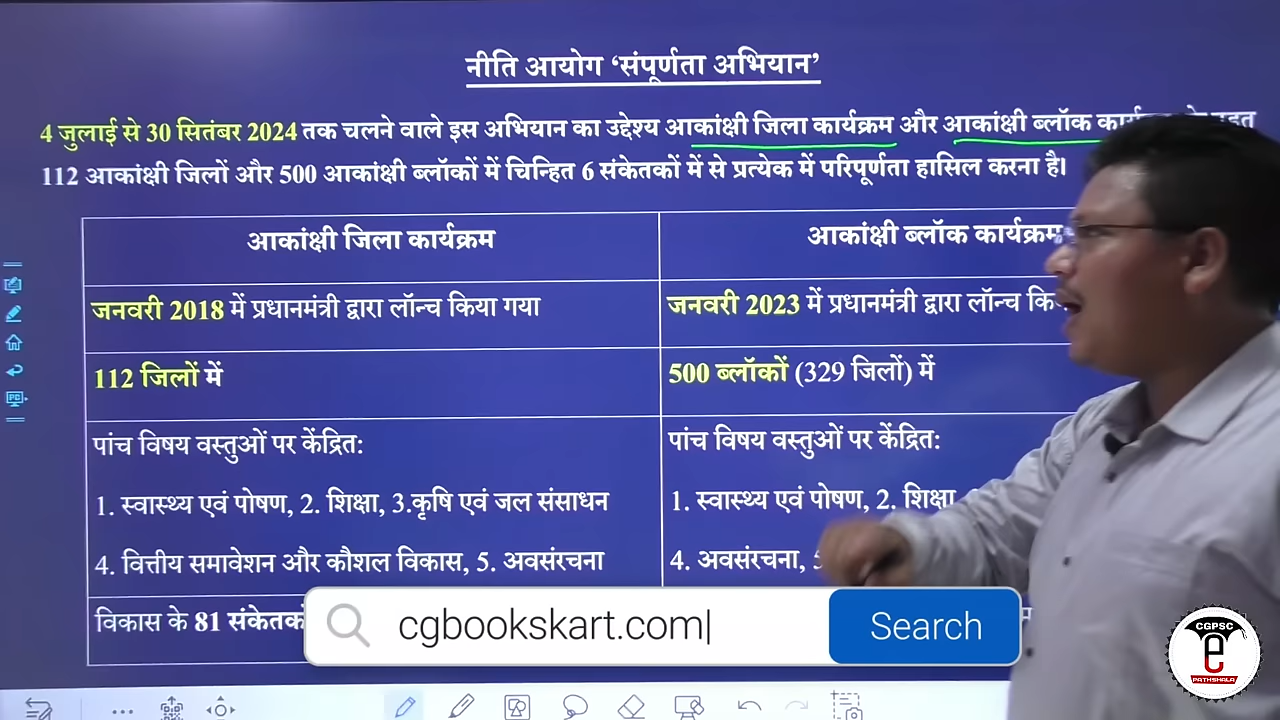 नीति आयोग ‘संपूर्णता अभियान’
4 जुलाई से 30 सितंबर 2024 तक चलने वाले इस अभियान का उद्देश्य आकांक्षी जिला कार्यक्रम और आकांक्षी ब्लॉक
112 आकांक्षी जिलों और 500 आकांक्षी ब्लॉकों में चिन्हित 6 संकेतकों में से प्रत्येक में परिपूर्णता हासिल करना है।
आकांक्षी जिला कार्यक्रम
आकांक्षी ब्लॉक कार्यक्रम
जनवरी 2018 में प्रधानमंत्री द्वारा लॉन्च किया गया
जनवरी 2023 में प्रधानमंत्री द्वारा लॉन्च
112 जिलों में
500 ब्लॉकों (329 जिलों) में
पांच विषय वस्तुओं पर केंद्रित:
1. स्वास्थ्य एवं पोषण, 2. शिक्षा, 3.कृषि एवं जल संसाधन
4. वित्तीय समावेशन और कौशल विकास, 5. अवसंरचना
पांच विषय वस्तुओं पर केंद्रित:
1. स्वास्थ्य एवं पोषण, 2. शिक्षा
4. अवसंरचना,
विकास के 81
cgbookskart.com
Search
CGPSC
e
PATHSHALA